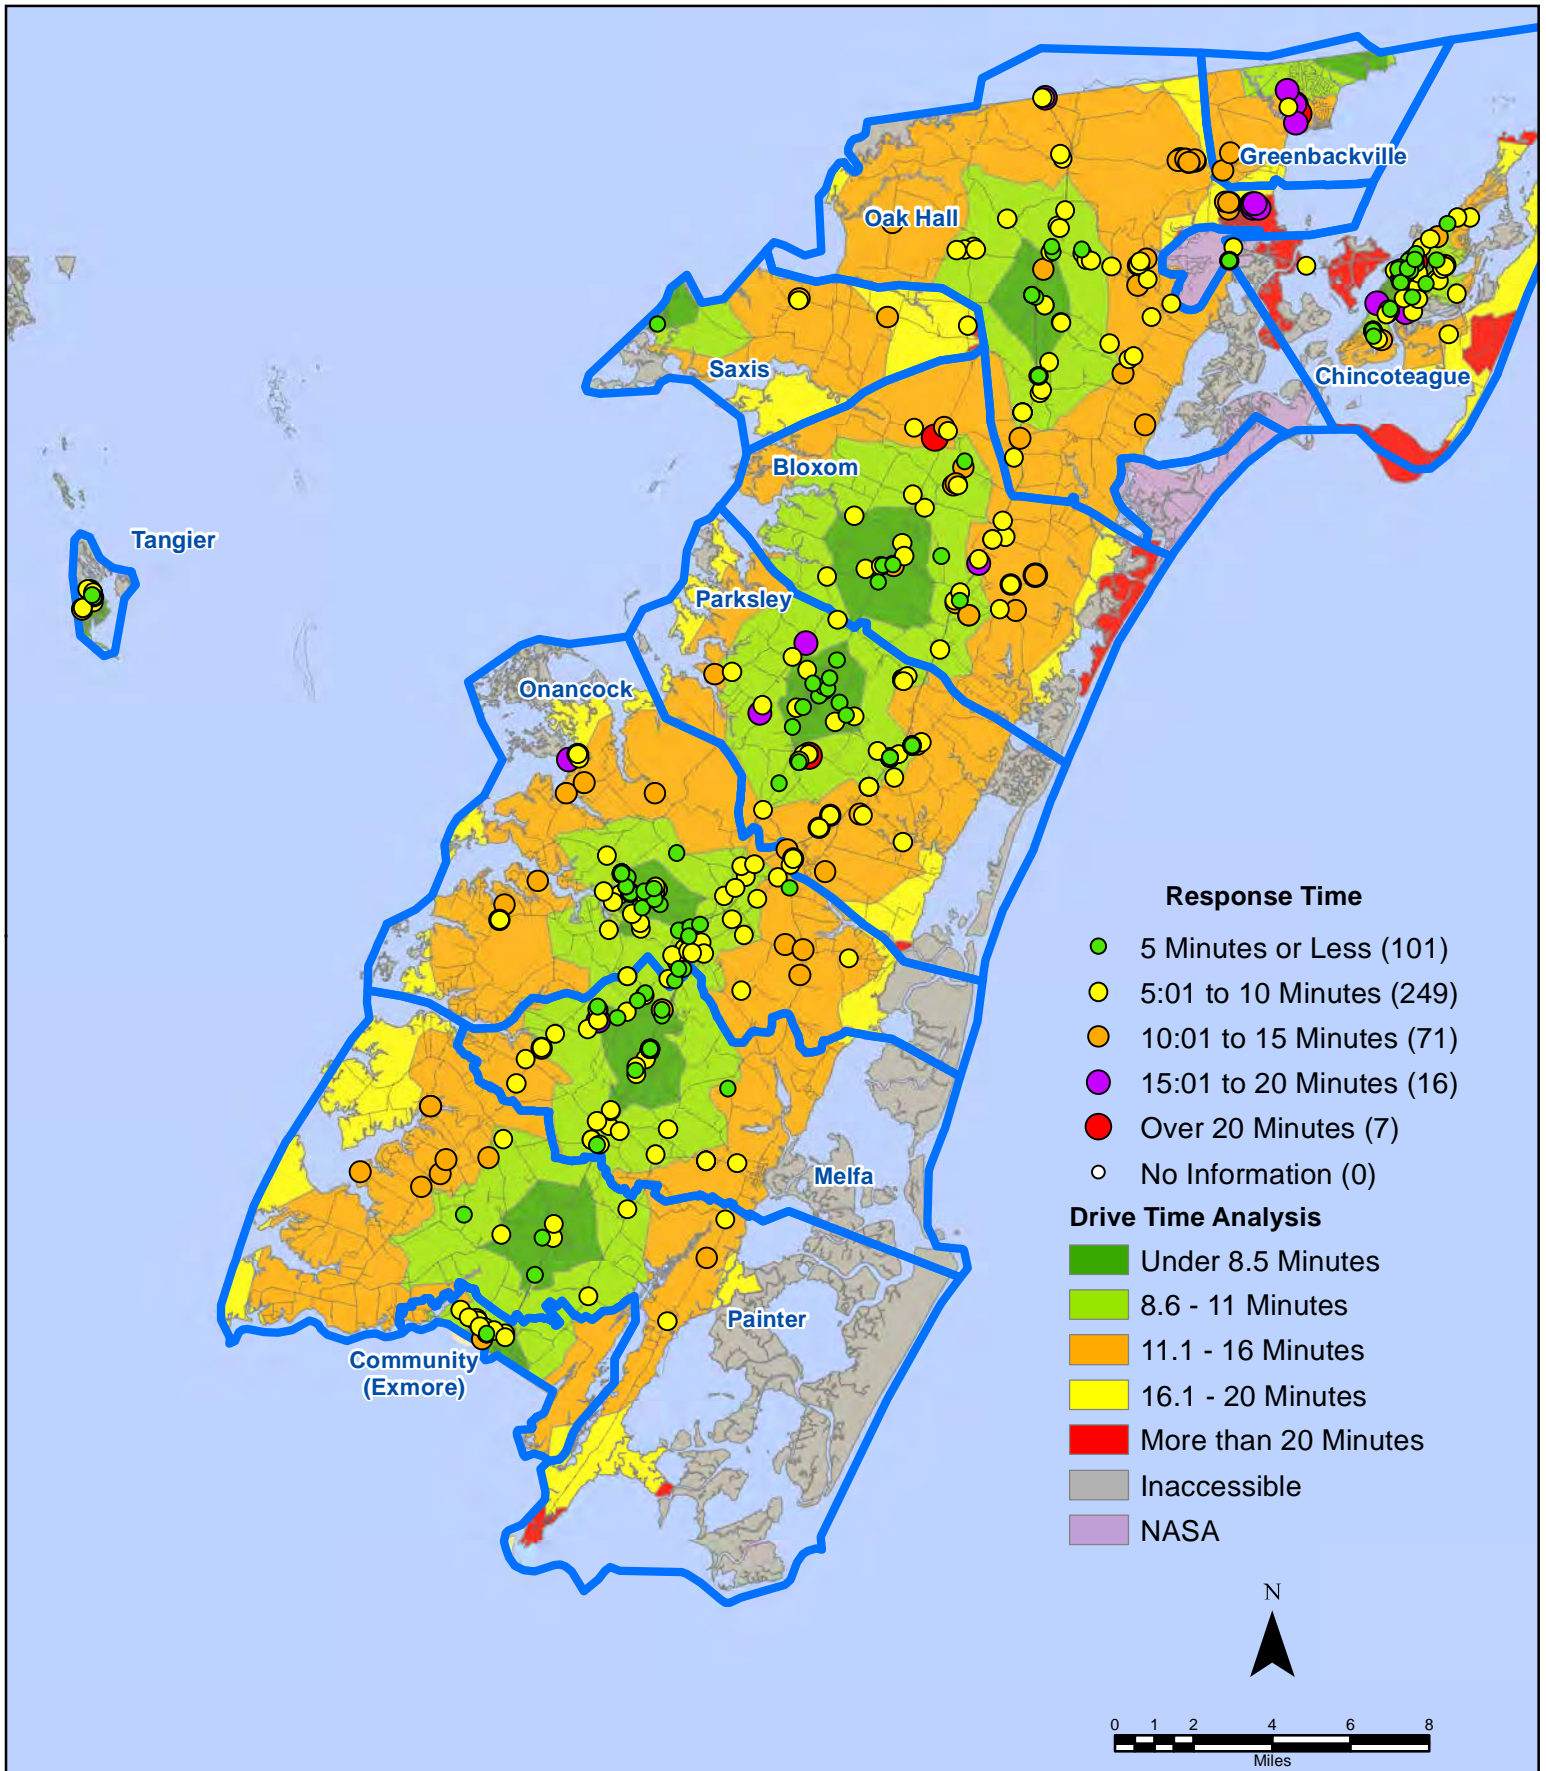 Greenbackville
Oak Hall
Saxis
Chincoteague
Bloxom
Tangier
Parksley
Onancock
Response Time
5 Minutes or Less (101)
5:01 to 10 Minutes (249)
10:01 to 15 Minutes (71)
15:01 to 20 Minutes (16)
Over 20 Minutes (7)
No Information (0)
Melfa
Drive Time Analysis
Under 8.5 Minutes
8.6 - 11 Minutes
11.1 - 16 Minutes
16.1 - 20 Minutes
More than 20 Minutes
Inaccessible
NASA
Painter
Community
(Exmore)
N
0 1 2 4 6 8
Miles